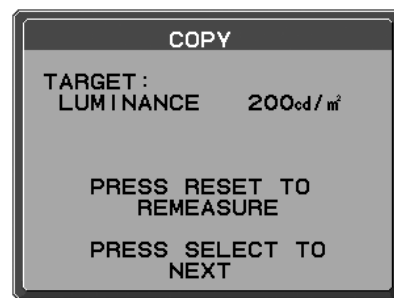 COPY
TARGET:
LUMINANCE 200cd/㎡
PRESS RESET TO
REMEASURE
PRESS SELECT TO
NEXT